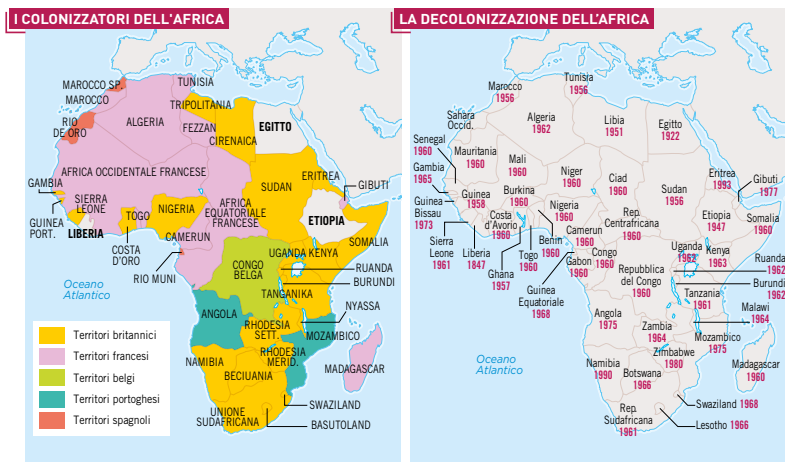 I COLONIZZATORI DELL'AFRICA
MAROCCO SP.
MAROCCO
TUNISIA
TRIPOLITANIA
RIO
DE ORO
ALGERIA
FEZZAN
EGITTO
CIRENAICA
AFRICA OCCIDENTALE FRANCESE
ERITREA
GAMBIA
SUDAN
GIBUTI
SIERRA
LEONE
TOGO
NIGERIA
AFRICA
EQUATORIALE
FRANCESE
ETIOPIA
GUINEA
PORT.
LIBERIA
CAMERUN
SOMALIA
COSTA
D'ORO
UGANDA
KENYA
RIO MUNI
CONGO
BELGA
RUANDA
BURUNDI
Oceano
Atlantico
TANGANIKA
NYASSA
ANGOLA
RHODESIA
SETT.
MOZAMBICO
RHODESIA
MERID.
NAMIBIA
BECIUANIA
MADAGASCAR
SWAZILAND
UNIONE
SUDAFRICANA
BASUTOLAND
Territori britannici
Territori francesi
Territori belgi
Territori portoghesi
Territori spagnoli
LA DECOLONIZZAZIONE DELL'AFRICA
Marocco
1956
Tunisia
1956
Sahara
Occid.
Algeria
1962
Libia
1951
Egitto
1922
Senegal
1960
Mauritania
1960
Mali
1960
Niger
1960
Ciad
1960
Eritrea
1993
Gibuti
1977
Gambia
1965
Sudan
1956
Guinea
1958
Burkina
1960
Guinea
Bissau
1973
Nigeria
1960
Etiopia
1947
Somalia
1960
Costa
d'Avorio
1960
Rep.
Centrafricana
1960
Sierra
Leone
1961
Liberia
1847
Ghana
1957
Togo
1960
Benin
1960
Camerun
1960
Gabon
1960
Congo
1960
Uganda
1962
Kenya
1963
Ruanda
1962
Guinea
Equatoriale
1968
Republica
del Congo
1960
Burundi
1962
Tanzania
1961
Malawi
1964
Angola
1975
Zambia
1964
Mozambico
1975
Oceano
Atlantico
Zimbabwe
1980
Namibia
1990
Botswana
1966
Madagascar
1960
Swaziland 1968
Rep.
Sudafricana
1961
Lesotho 1966